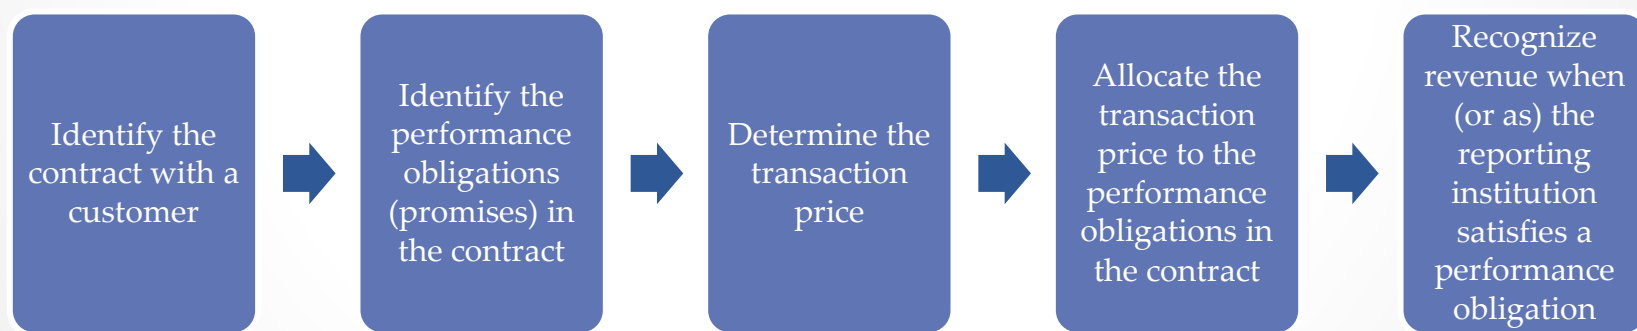 Identify the
contract with a
customer
Identify the
performance
obligations
(promises) in
the contract
Determine the
transaction
price
Allocate the
transaction
price to the
performance
obligations in
the contract
Recognize
revenue when
(or as) the
reporting
institution
satisfies a
performance
obligation